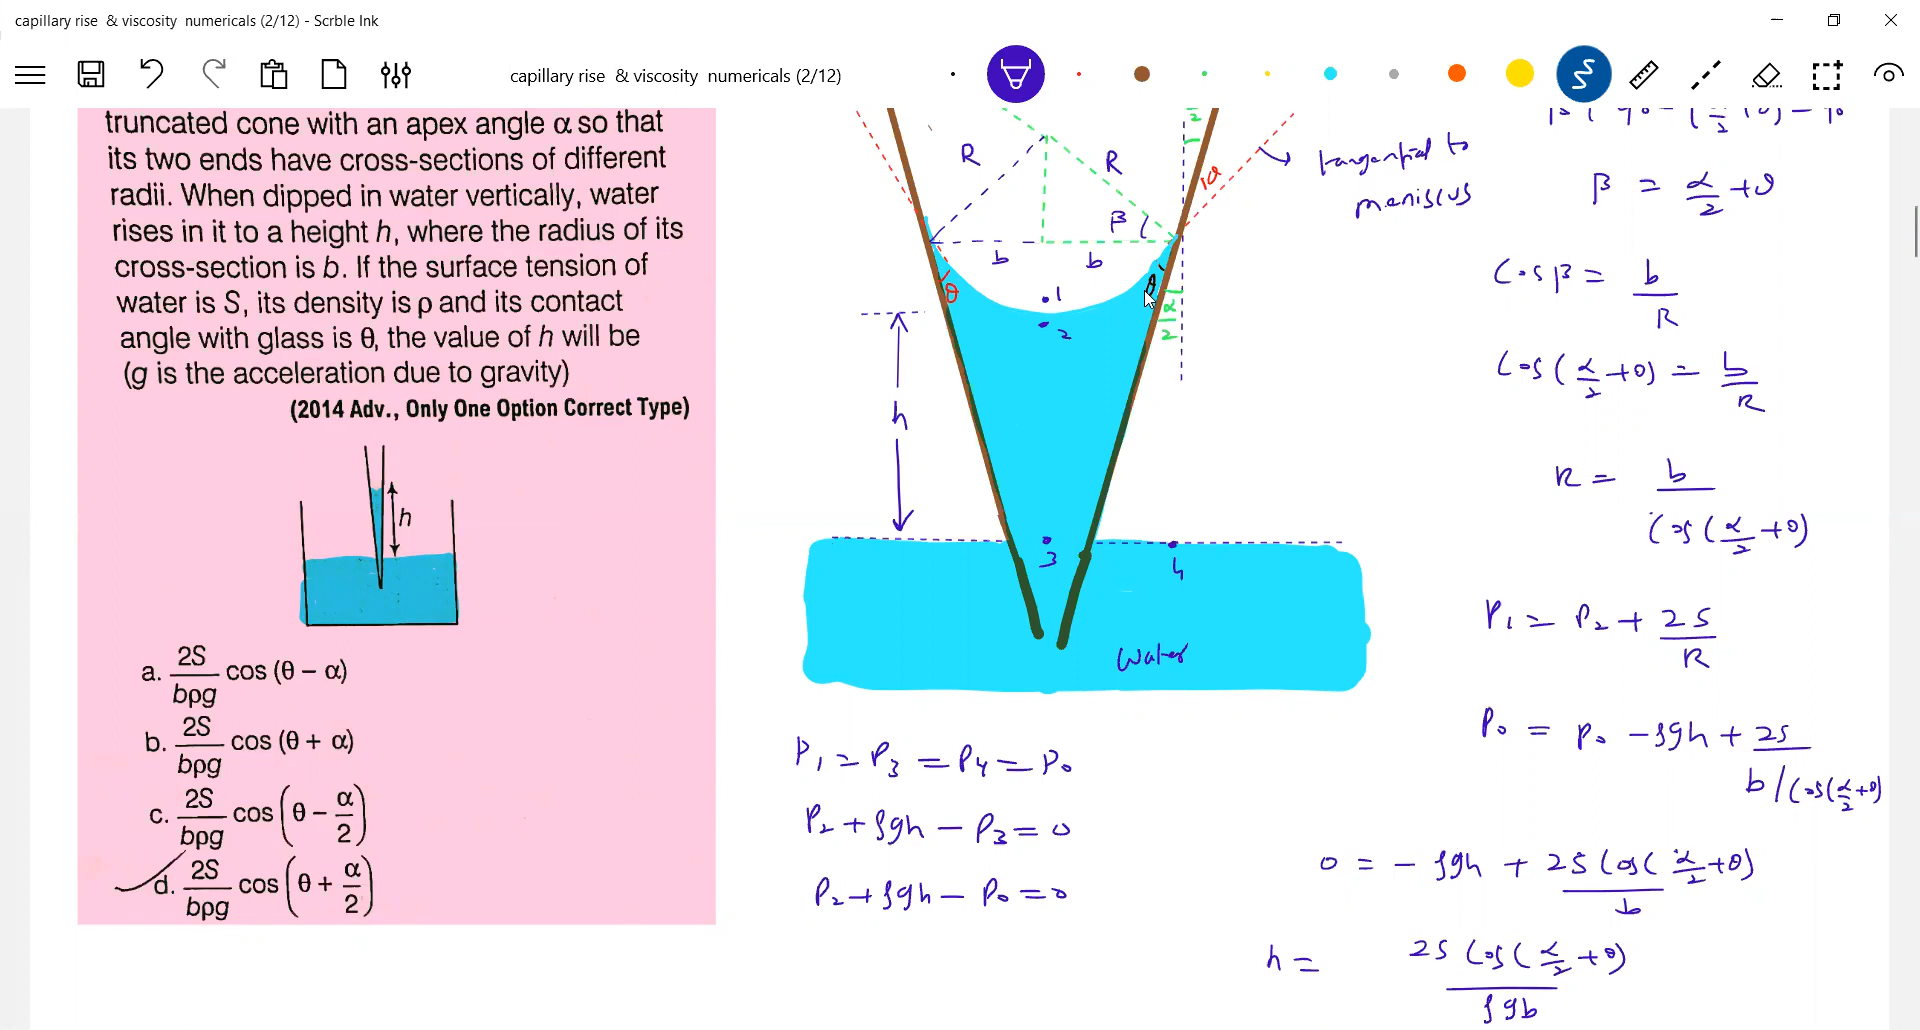 capillary rise & viscosity numericals (2/12) - Scrble Ink
capillary rise & viscosity numericals (2/12)
truncated cone with an apex angle α so that
its two ends have cross-sections of different
radii. When dipped in water vertically, water
rises in it to a height h, where the radius of its
cross-section is b. If the surface tension of
water is S, its density is ρ and its contact
angle with glass is θ, the value of h will be
(g is the acceleration due to gravity)
(2014 Adv., Only One Option Correct Type)
h
a. 2S/bρg cos (θ – α)
b. 2S/bρg cos (θ + α)
c. 2S/bρg cos (θ – α/2)
d. 2S/bρg cos (θ + α/2)
R
R
β
b
b
θ
θ
θ
α/2
1
2
h
3
4
Water
tangential to
meniscus
P₁ = P₃ = P₄ = P₀
P₂ + ρgh – P₃ = 0
P₂ + ρgh – P₀ = 0
β = α/2 + θ
Cos β = b/R
Cos (α/2 + θ) = b/R
R = b/Cos (α/2 + θ)
P₁ = P₂ + 2S/R
P₀ = P₀ – ρgh + 2S/b/Cos(α/2 + θ)
0 = – ρgh + 2S Cos(α/2 + θ)/b
h = 2S Cos(α/2 + θ)/ρgb